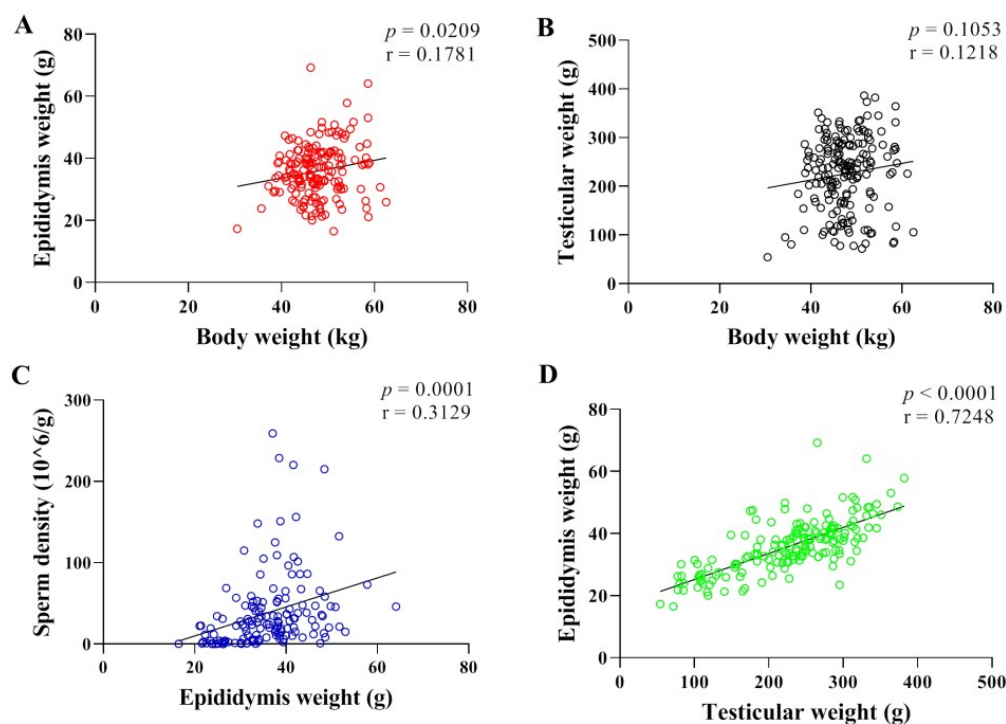 A
p = 0.0209
r = 0.1781
Epididymis weight (g)
80
60
40
20
0
0
20
40
60
80
Body weight (kg)
B
p = 0.1053
r = 0.1218
Testicular weight (g)
500
400
300
200
100
0
0
20
40
60
80
Body weight (kg)
C
p = 0.0001
r = 0.3129
Sperm density (10^6/g)
300
200
100
0
0
20
40
60
80
Epididymis weight (g)
D
p < 0.0001
r = 0.7248
Epididymis weight (g)
80
60
40
20
0
0
100
200
300
400
500
Testicular weight (g)